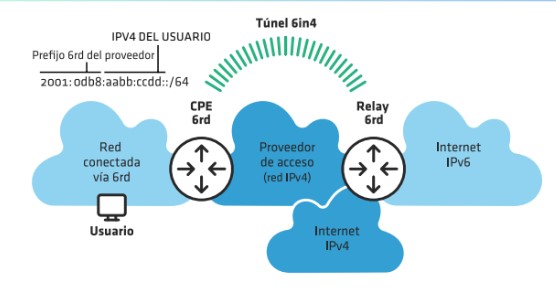 Túnel 6in4
IPV4 DEL USUARIO
Prefijo 6rd del proveedor
2001:0db8:aabb:ccdd::/64
CPE
6rd
Relay
6rd
Red
conectada
vía 6rd
Proveedor
de acceso
(red IPv4)
Internet
IPv6
Usuario
Internet
IPv4